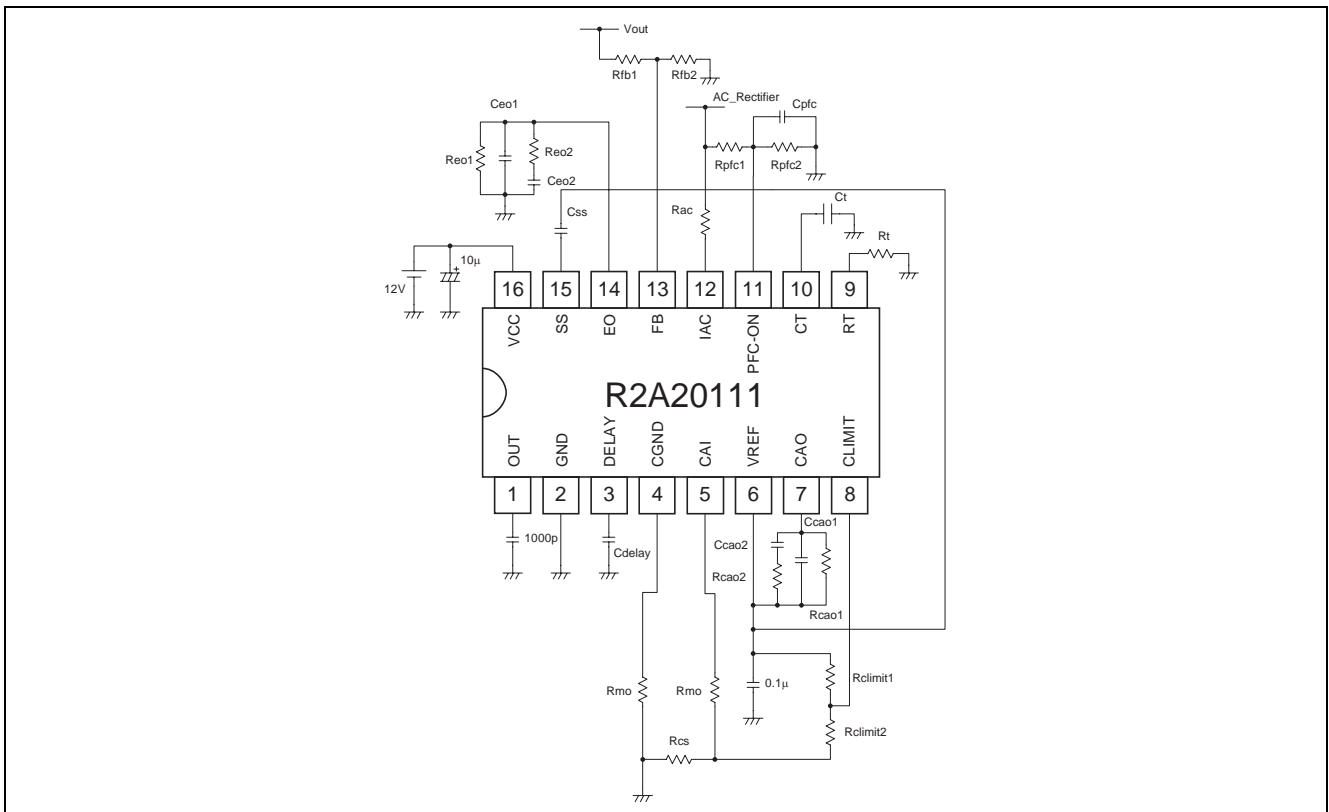 Vout
Rfb1
Rfb2
AC_Rectifier
Cpfc
Ceo1
Reo1
Reo2
Rpfc1
Rpfc2
Ceo2
Ct
Css
Rac
Rt
10μ
+
12V
16 15 14 13 12 11 10 9
VCC SS EO FB IAC PFC-ON CT RT
R2A20111
OUT GND DELAY CGND CAI VREF CAO CLIMIT
1 2 3 4 5 6 7 8
1000p
Cdelay
Ccao1
Ccao2
Rcao2
Rcao1
Rmo
Rmo
0.1μ
Rclimit1
Rclimit2
Rcs